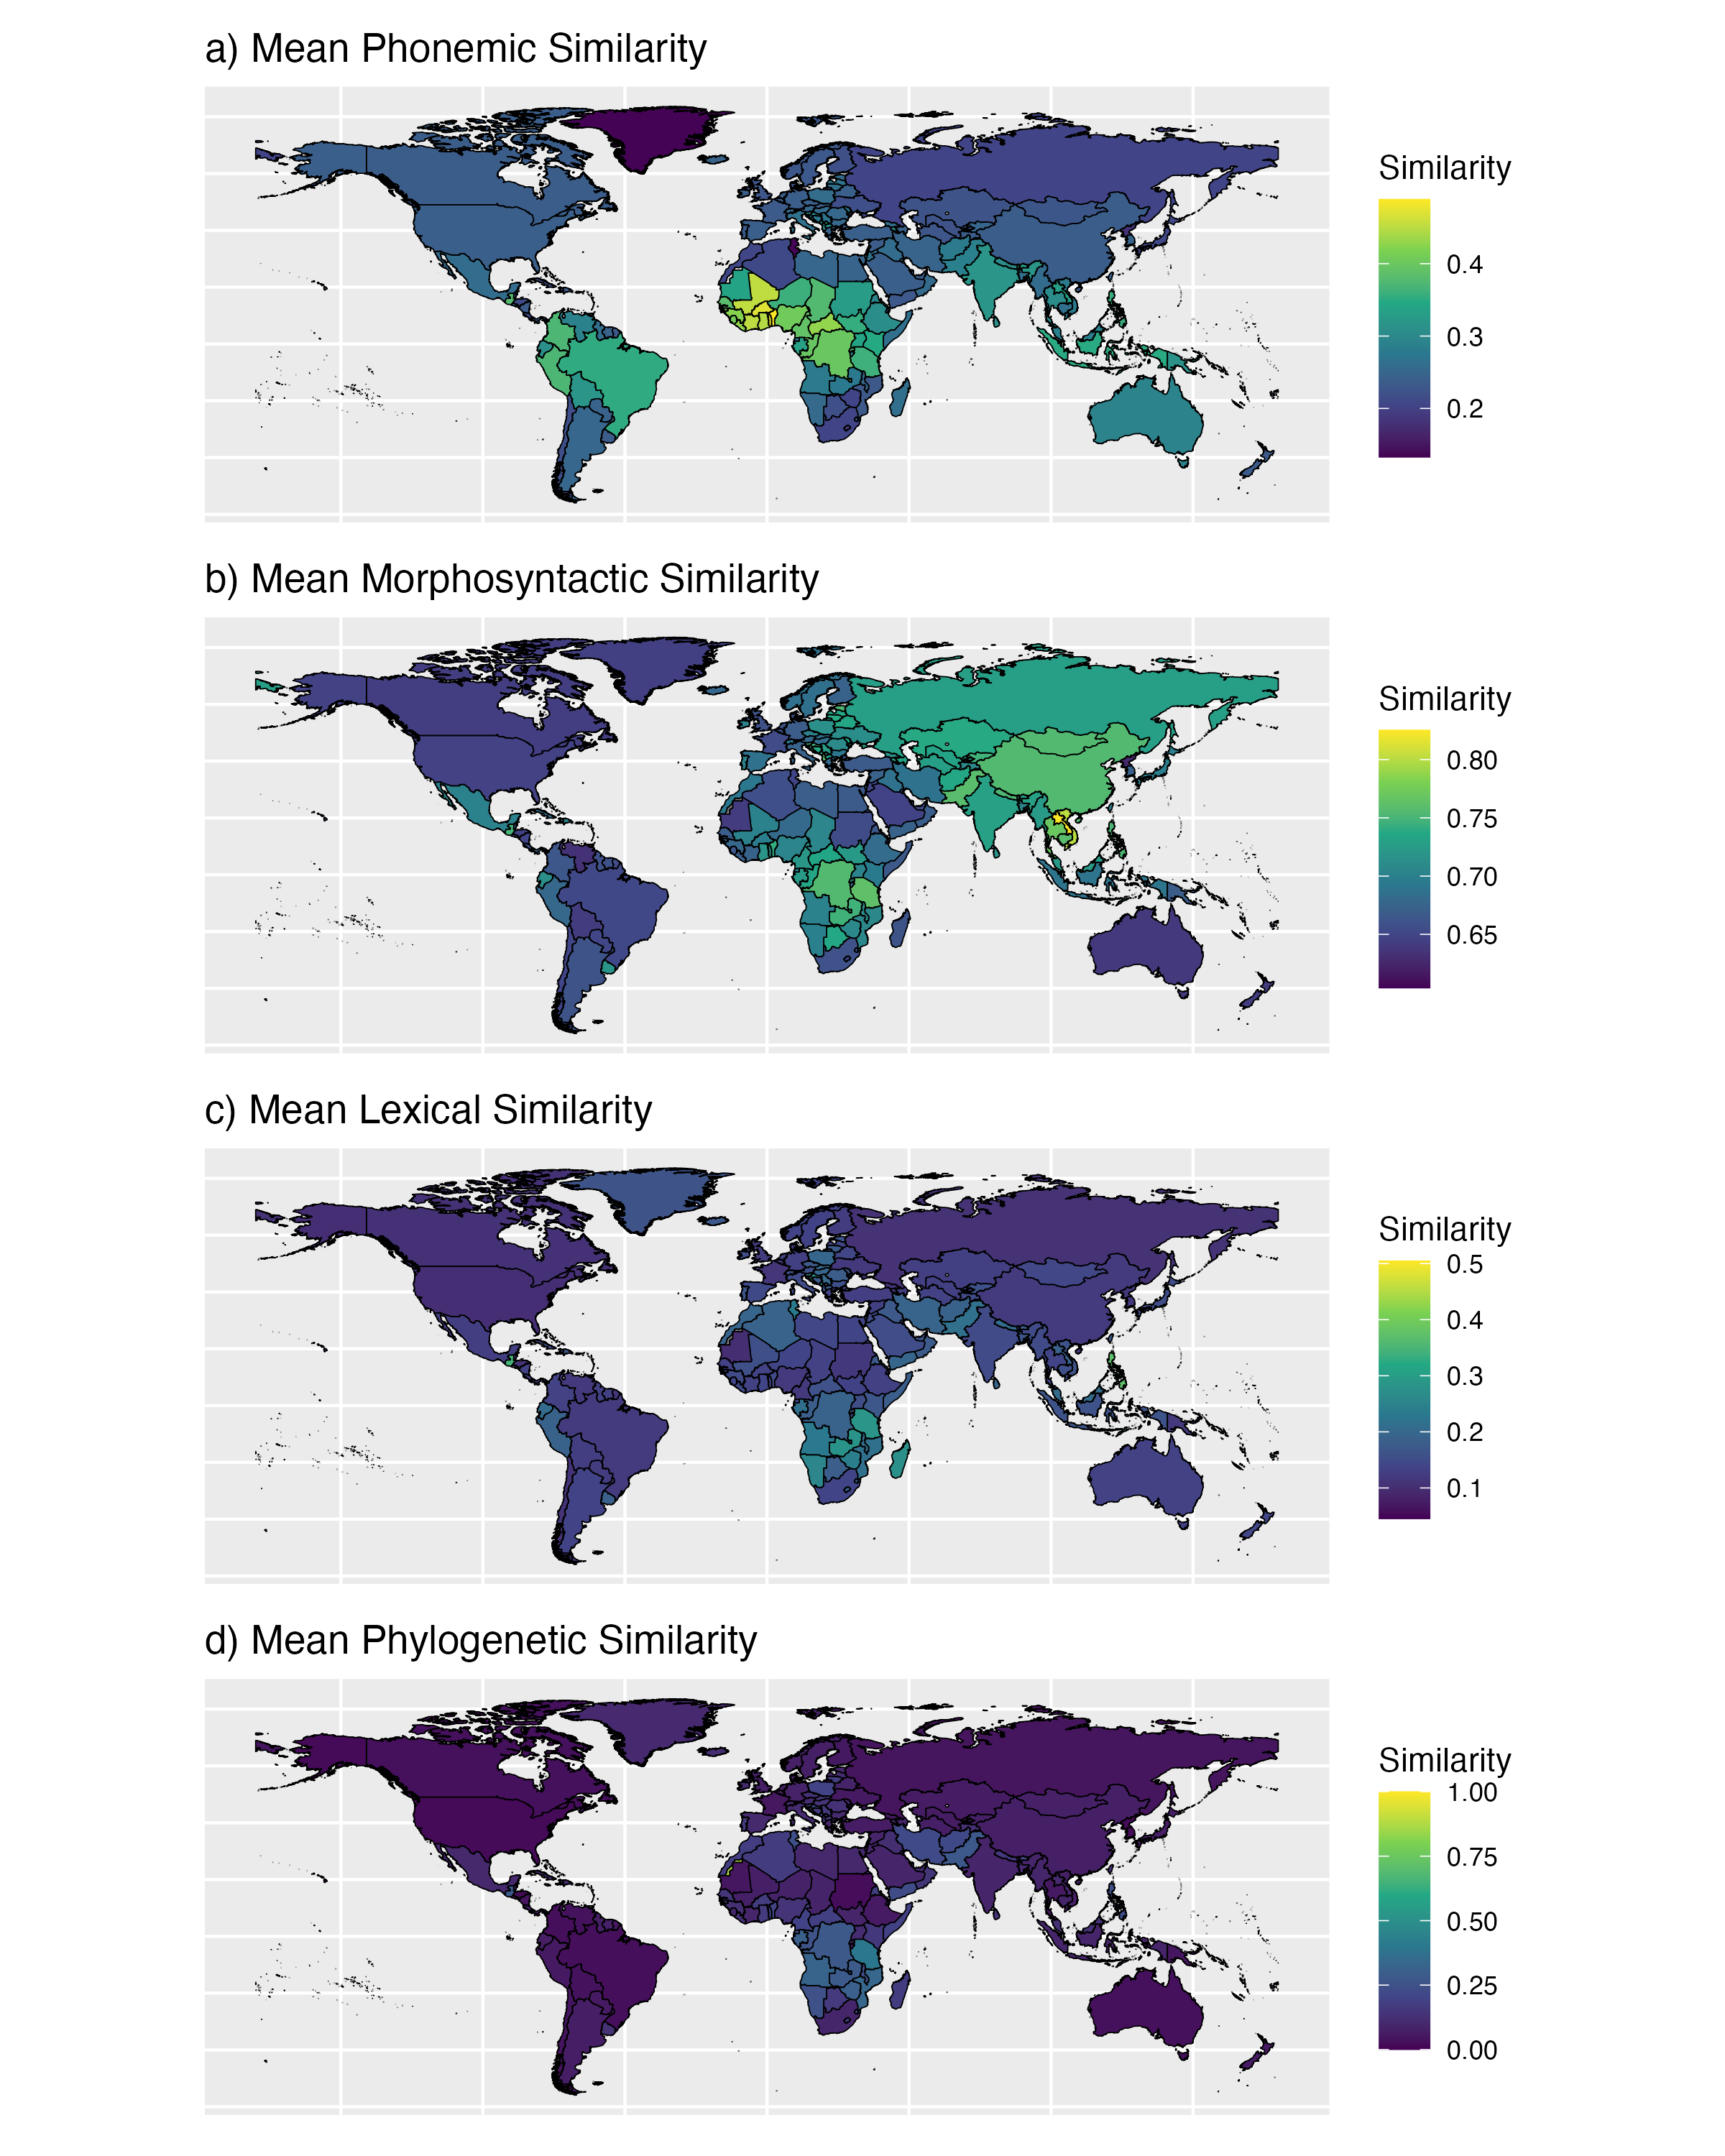 a) Mean Phonemic Similarity
Similarity
0.4
0.3
0.2
b) Mean Morphosyntactic Similarity
Similarity
0.80
0.75
0.70
0.65
c) Mean Lexical Similarity
Similarity
0.5
0.4
0.3
0.2
0.1
d) Mean Phylogenetic Similarity
Similarity
1.00
0.75
0.50
0.25
0.00